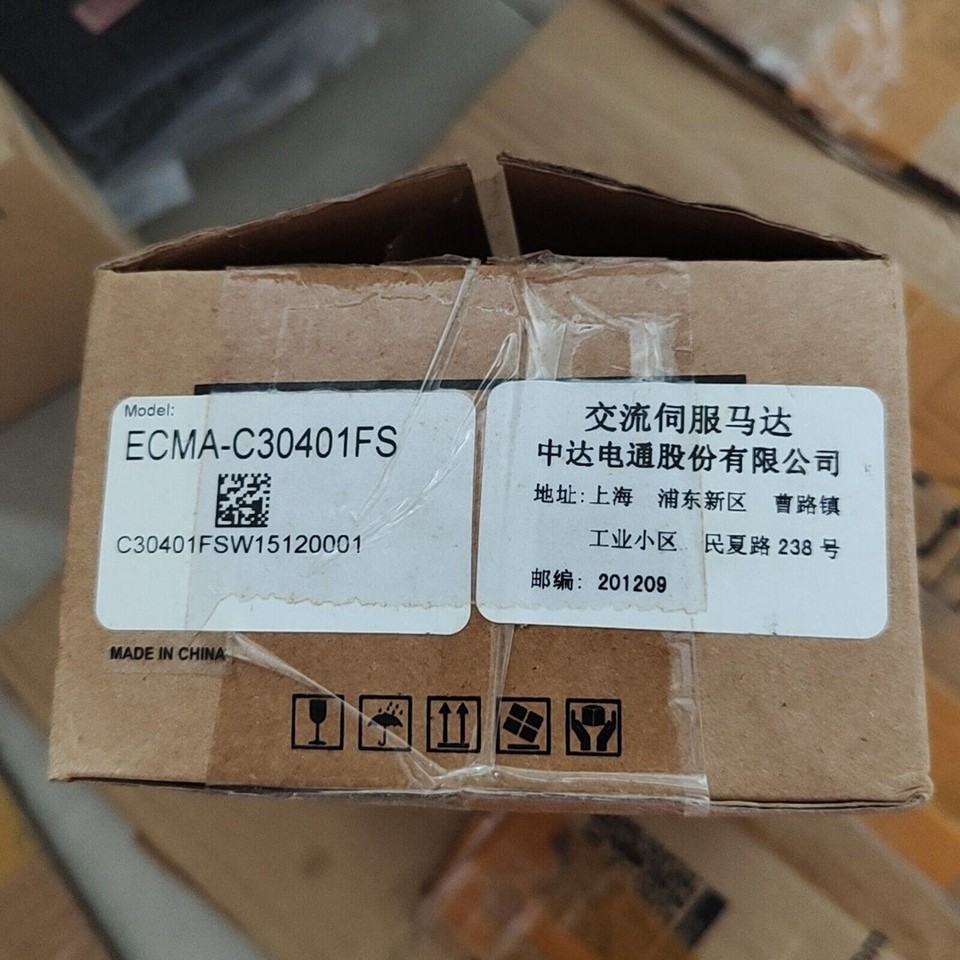 Model:
ECMA-C30401FS
C30401FSW15120001
交流伺服马达
中达电通股份有限公司
地址:上海 浦东新区 曹路镇
工业小区 民夏路 238 号
邮编: 201209
MADE IN CHINA